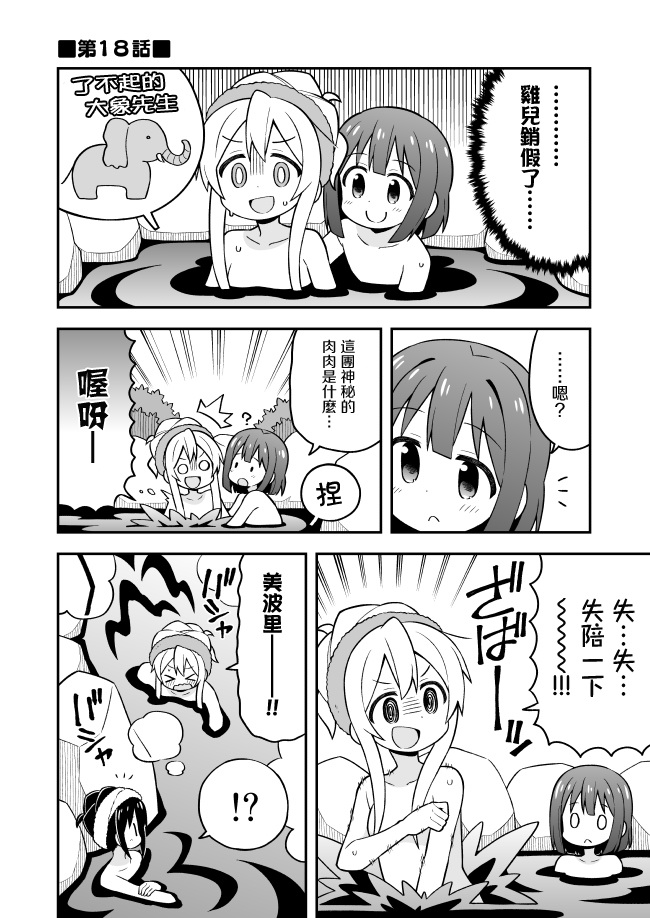 ■第18話■
…………
雞兒銷假了……
了不起的
大象先生
……嗯?
這團神秘的
肉肉是什麼…
捏
?
喔呀——
失…失…
失陪一下
~~~~!!!
ざばーッ
美波里——!!
バシャ
バシャ
!?